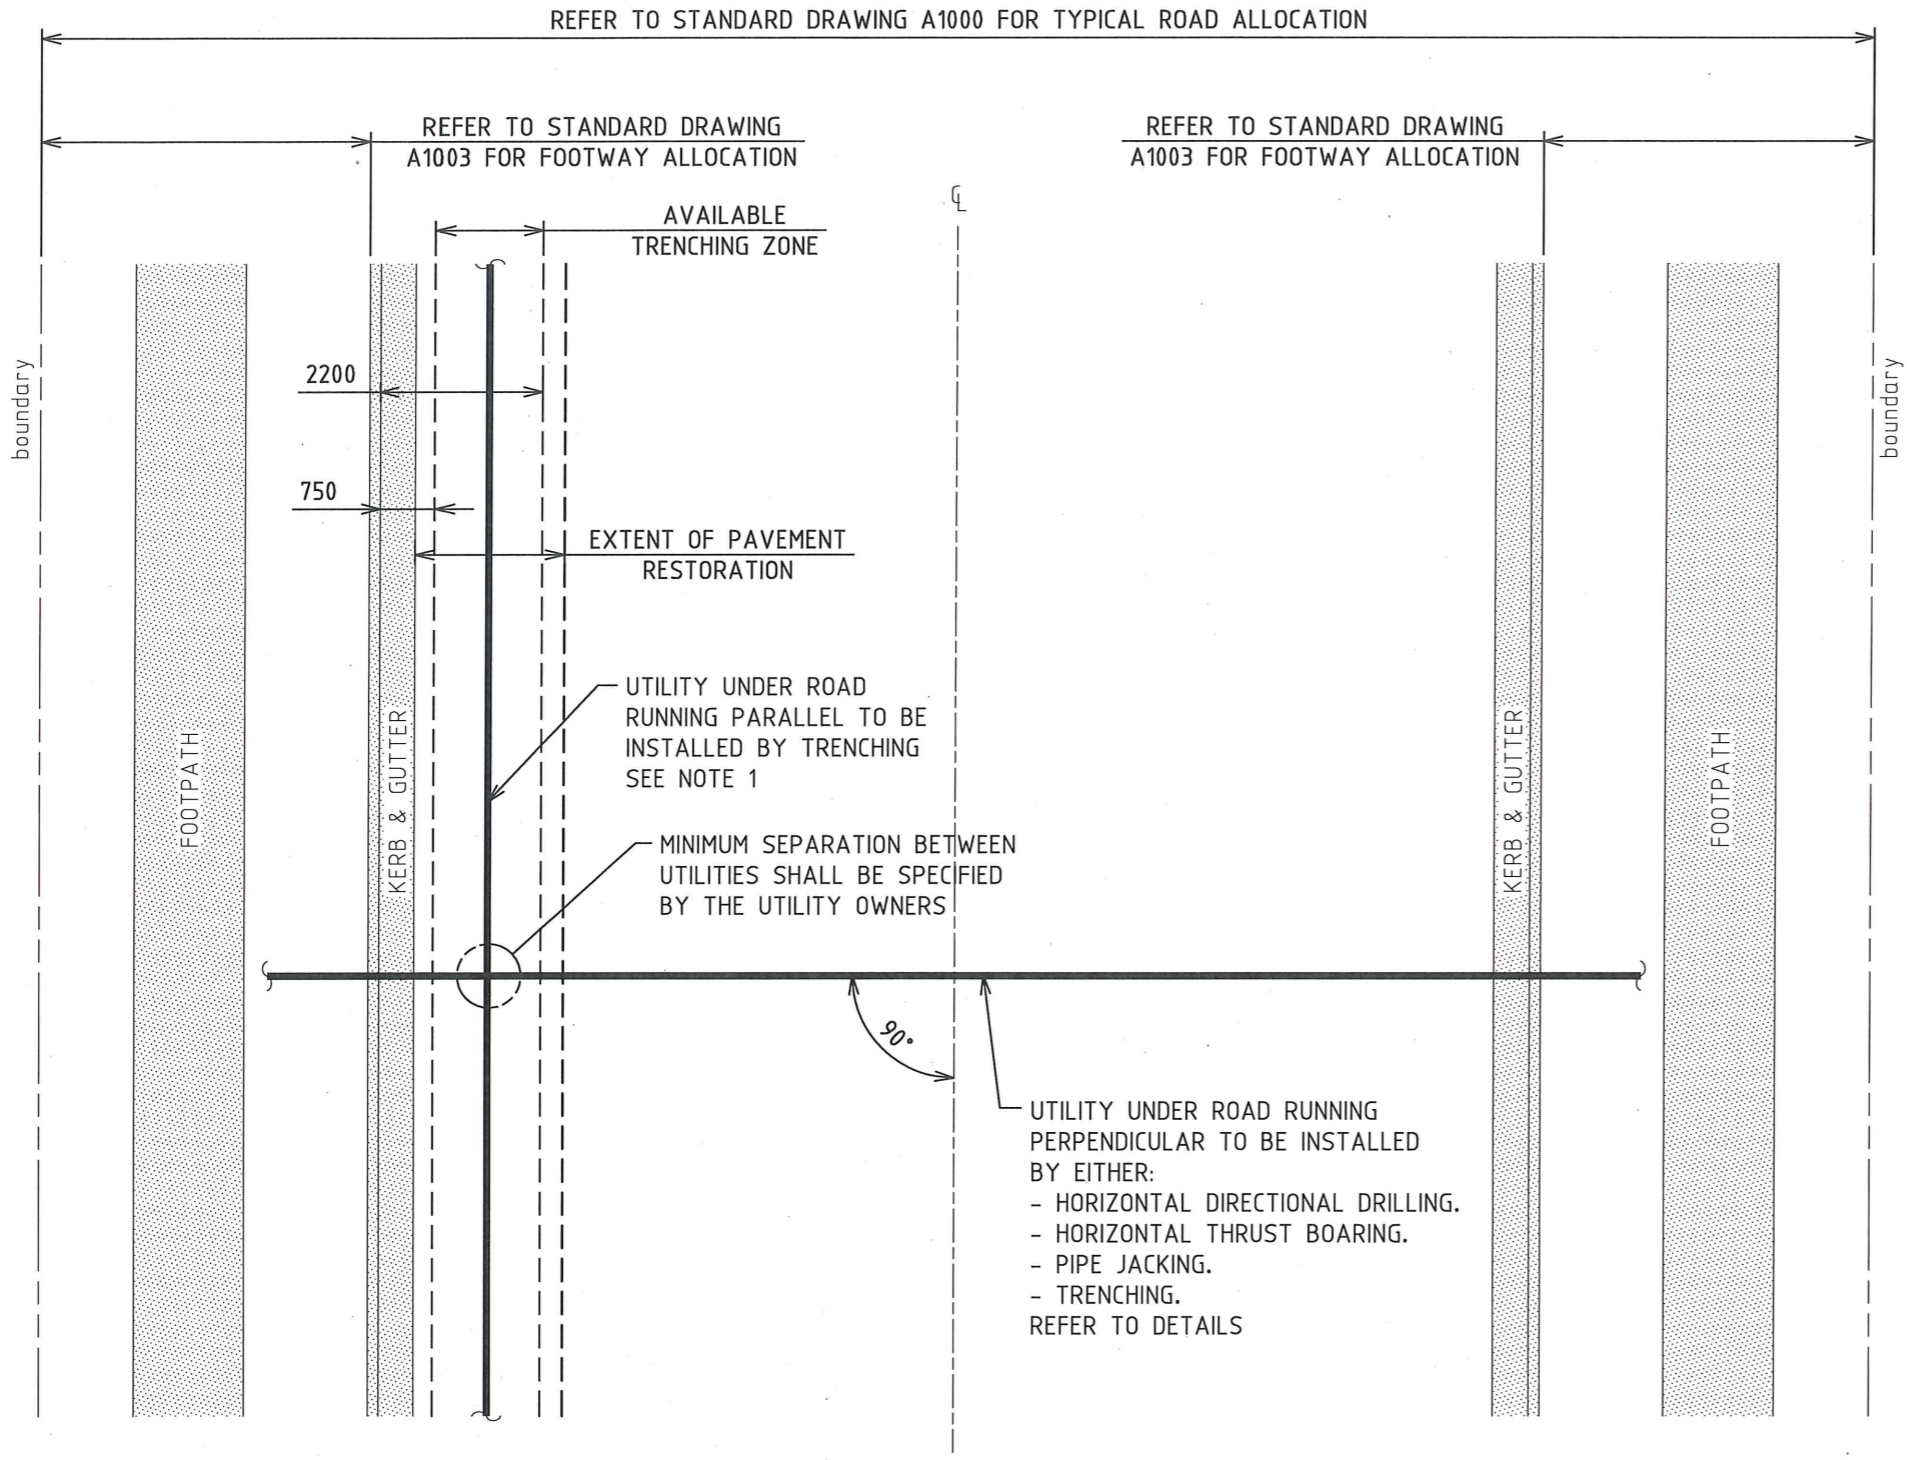 REFER TO STANDARD DRAWING A1000 FOR TYPICAL ROAD ALLOCATION
REFER TO STANDARD DRAWING
A1003 FOR FOOTWAY ALLOCATION
REFER TO STANDARD DRAWING
A1003 FOR FOOTWAY ALLOCATION
AVAILABLE
TRENCHING ZONE
℄
boundary
boundary
2200
750
EXTENT OF PAVEMENT
RESTORATION
UTILITY UNDER ROAD
RUNNING PARALLEL TO BE
INSTALLED BY TRENCHING
SEE NOTE 1
FOOTPATH
KERB & GUTTER
KERB & GUTTER
FOOTPATH
MINIMUM SEPARATION BETWEEN
UTILITIES SHALL BE SPECIFIED
BY THE UTILITY OWNERS
90°
UTILITY UNDER ROAD RUNNING
PERPENDICULAR TO BE INSTALLED
BY EITHER:
- HORIZONTAL DIRECTIONAL DRILLING.
- HORIZONTAL THRUST BOARING.
- PIPE JACKING.
- TRENCHING.
REFER TO DETAILS